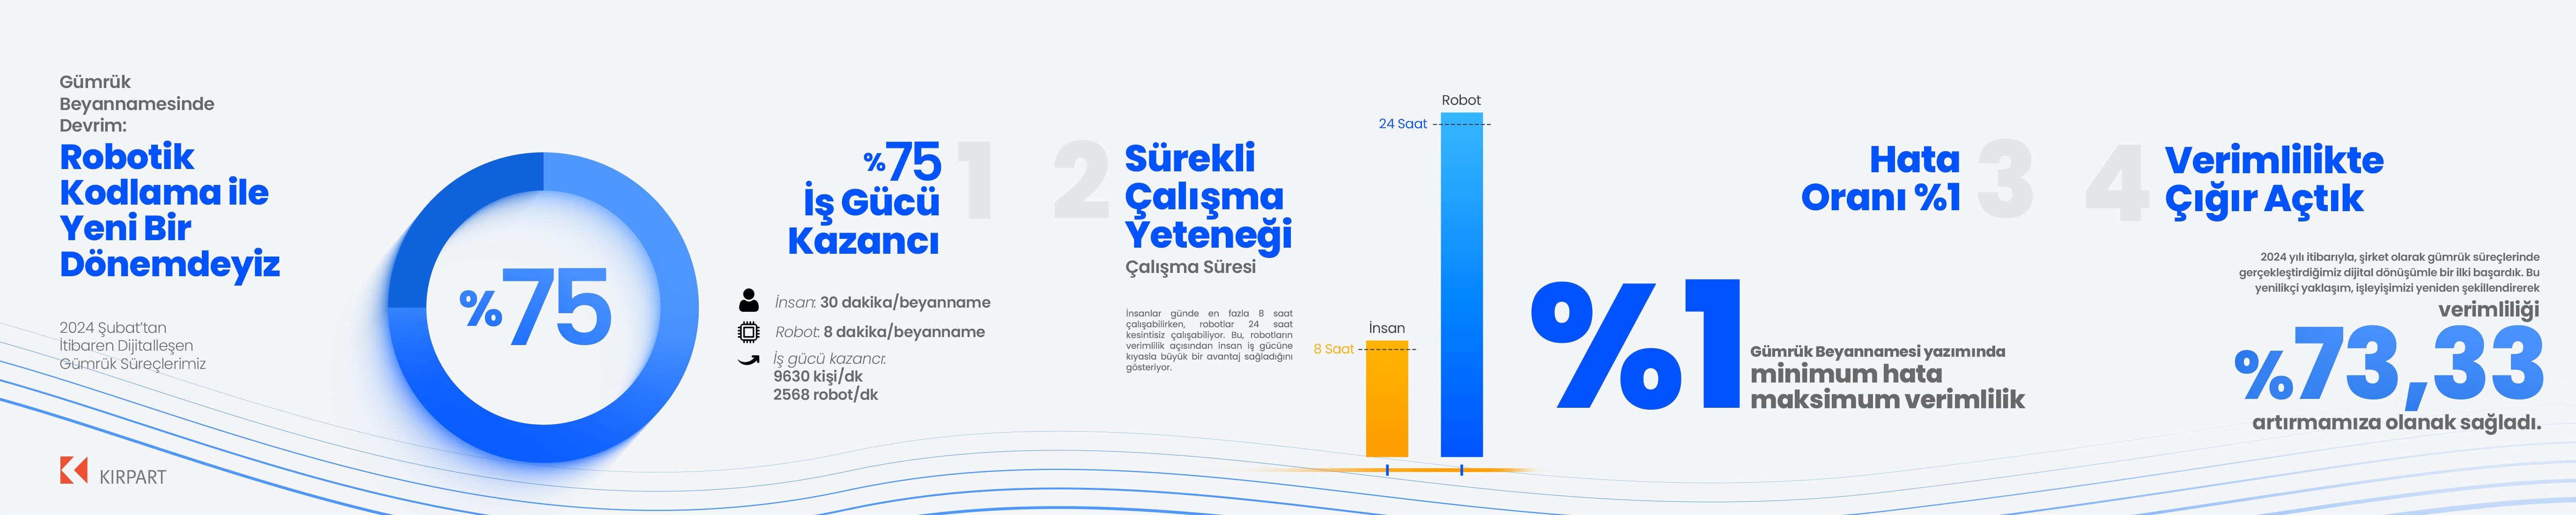 Gümrük
Beyannamesinde
Devrim:
Robotik
Kodlama ile
Yeni Bir
Dönemdeyiz
2024 Şubat'tan
İtibaren Dijitalleşen
Gümrük Süreçlerimiz
KIRPART
%75
%75
İş Gücü
Kazancı
1
İnsan: 30 dakika/beyanname
Robot: 8 dakika/beyanname
İş gücü kazancı:
9630 kişi/dk
2568 robot/dk
2
Sürekli
Çalışma
Yeteneği
Çalışma Süresi
İnsanlar günde en fazla 8 saat
çalışabilirken, robotlar 24 saat
kesintisiz çalışabiliyor. Bu, robotların
verimlilik açısından insan iş gücüne
kıyasla büyük bir avantaj sağladığını
gösteriyor.
Robot
24 Saat
İnsan
8 Saat
Hata
Oranı %1
3
%1
Gümrük Beyannamesi yazımında
minimum hata
maksimum verimlilik
4
Verimlilikte
Çığır Açtık
2024 yılı itibarıyla, şirket olarak gümrük süreçlerinde
gerçekleştirdiğimiz dijital dönüşümle bir ilki başardık. Bu
yenilikçi yaklaşım, işleyişimizi yeniden şekillendirerek
verimliliği
%73,33
artırmamıza olanak sağladı.